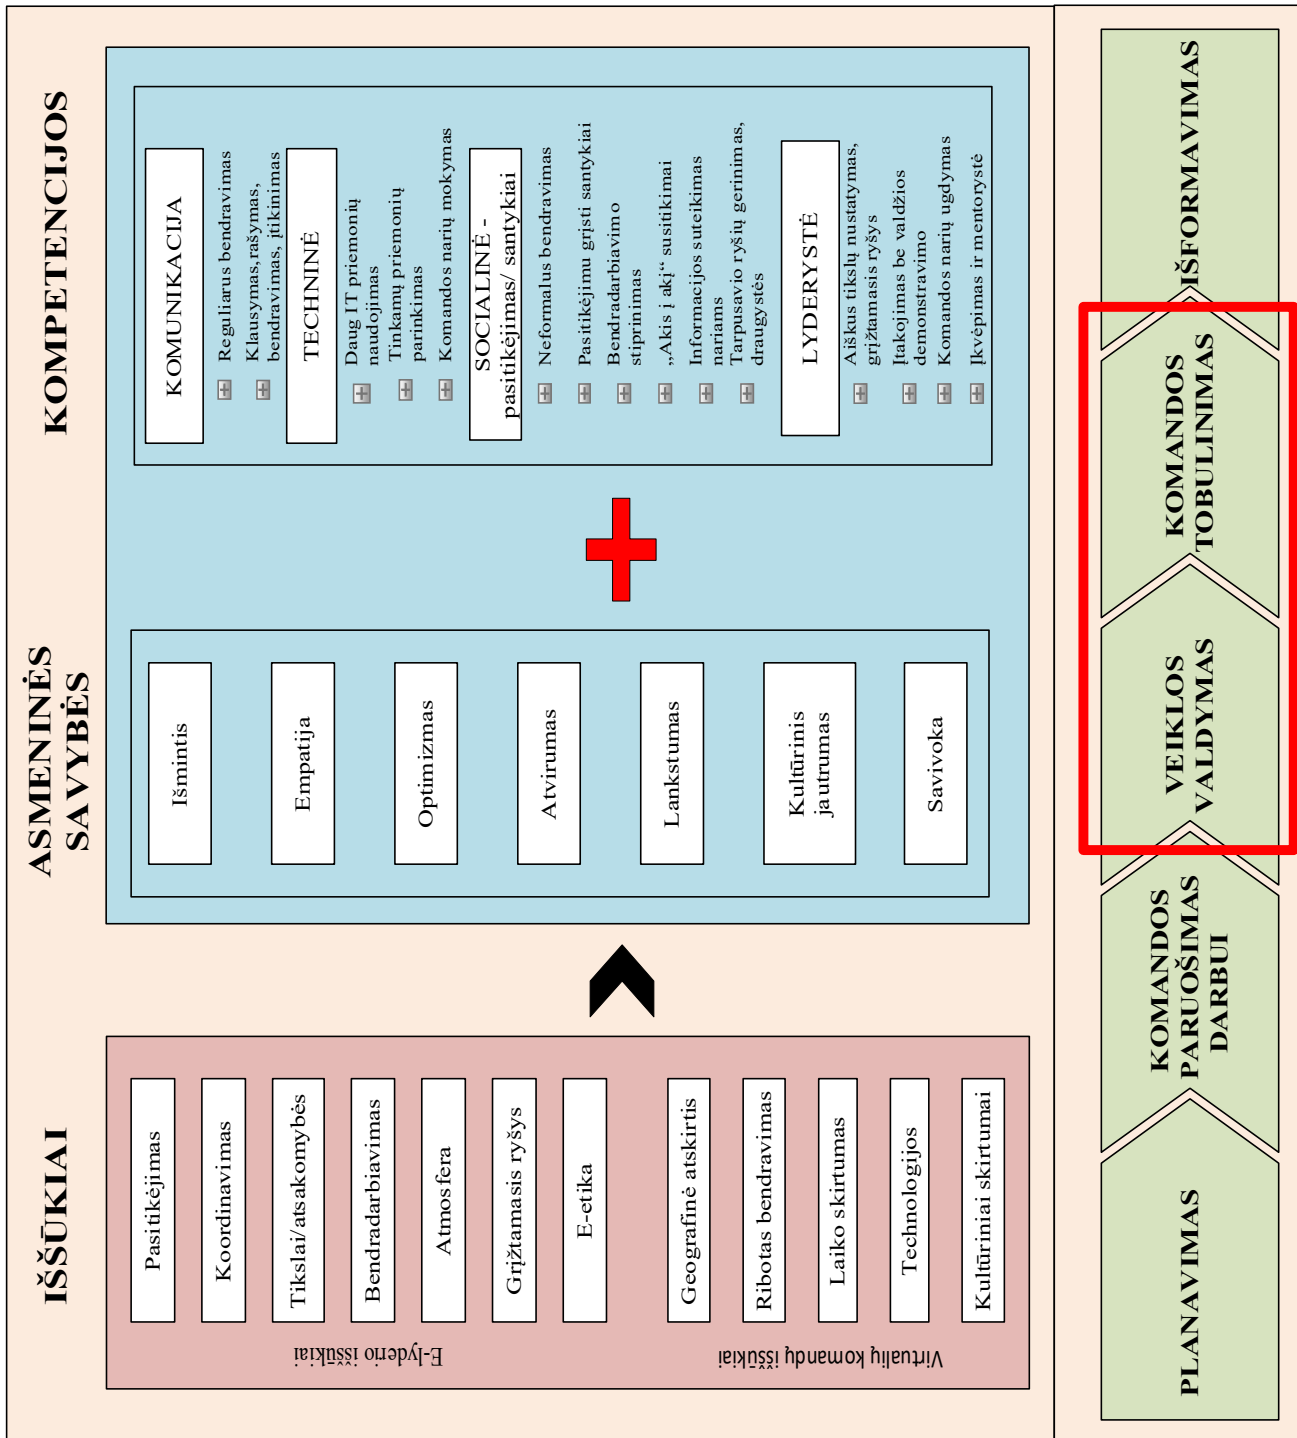 IŠŠŪKIAI
Pasitikėjimas
Koordinavimas
Tikslai/atsakomybės
Bendradarbiavimas
Atmosfera
Grįžtamasis ryšys
E-etika
E-lyderio iššūkiai
Geografinė atskirtis
Ribotas bendravimas
Laiko skirtumas
Technologijos
Kultūriniai skirtumai
Virtualių komandų iššūkiai
ASMENINĖS
SAVYBĖS
Išmintis
Empatija
Optimizmas
Atvirumas
Lankstumas
Kultūrinis
jautrumas
Savivoka
KOMPETENCIJOS
KOMUNIKACIJA
Reguliarus bendravimas
Klausymas,rašymas,
bendravimas, įtikinimas
TECHNINĖ
Daug IT priemonių
naudojimas
Tinkamų priemonių
parinkimas
Komandos narių mokymas
SOCIALINĖ -
pasitikėjimas/ santykiai
Neformalus bendravimas
Pasitikėjimu grįsti santykiai
Bendradarbiavimo
stiprinimas
„Akis į akį“ susitikimai
Informacijos suteikimas
nariams
Tarpusavio ryšių gerinimas,
draugystės
LYDERYSTĖ
Aiškus tikslų nustatymas,
grįžtamasis ryšys
Įtakojimas be valdžios
demonstravimo
Komandos narių ugdymas
Įkvėpimas ir mentorystė
PLANAVIMAS
KOMANDOS
PARUOŠIMAS
DARBUI
VEIKLOS
VALDYMAS
KOMANDOS
TOBULINIMAS
IŠFORMAVIMAS